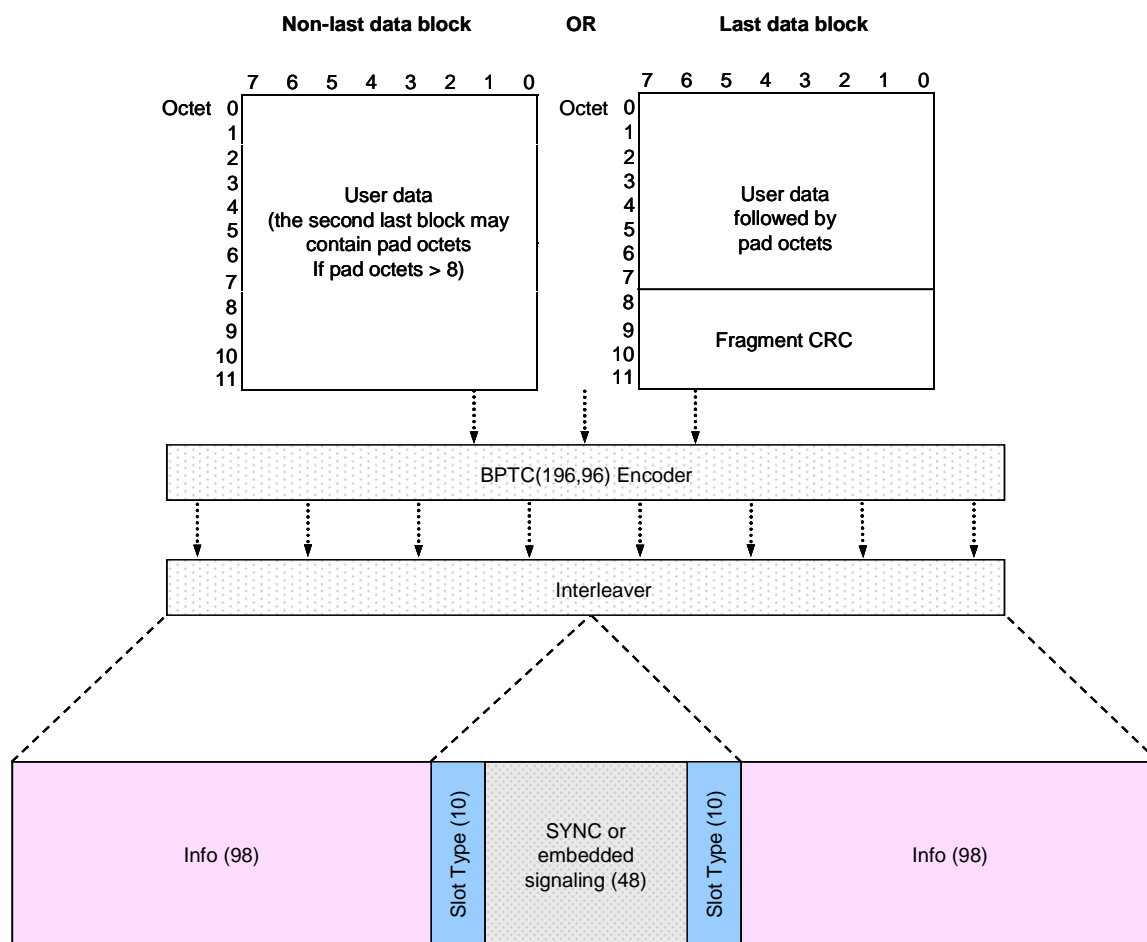 Non-last data block OR Last data block
7 6 5 4 3 2 1 0 7 6 5 4 3 2 1 0
Octet 0
1
2
3
4
5
6
7
8
9
10
11
User data
(the second last block may
contain pad octets
If pad octets > 8)
Octet 0
1
2
3
4
5
6
7
8
9
10
11
User data
followed by
pad octets
Fragment CRC
BPTC(196,96) Encoder
Interleaver
Info (98)
Slot Type (10)
SYNC or
embedded
signaling (48)
Slot Type (10)
Info (98)